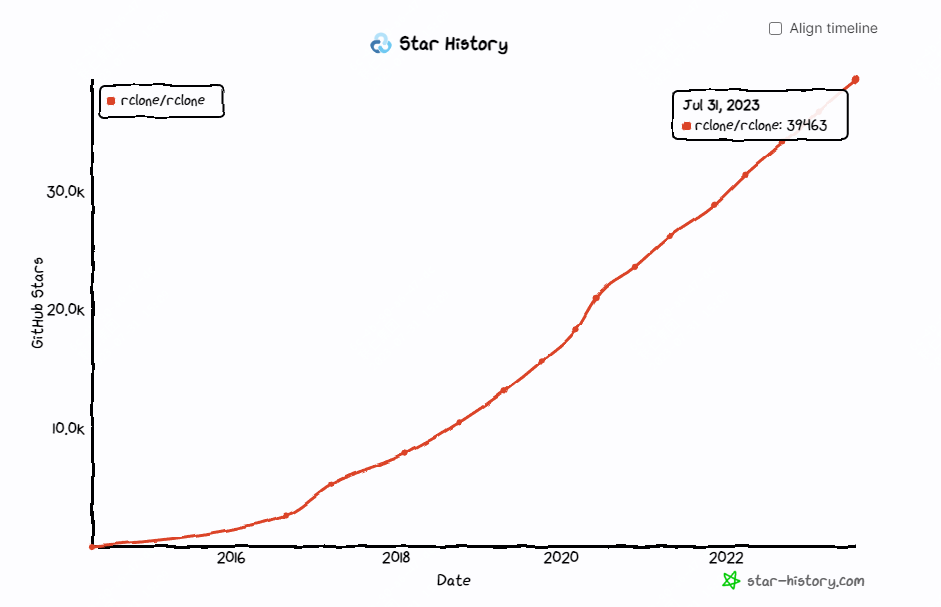 Align timeline
Star History
rclone/rclone
Jul 31, 2023
rclone/rclone: 39463
30.0k
20.0k
10.0k
GitHub Stars
2016 2018 2020 2022
Date
star-history.com